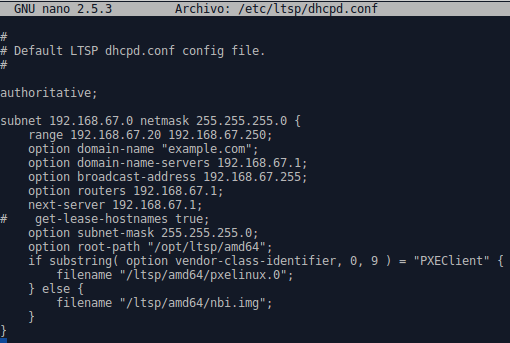 GNU nano 2.5.3 Archivo: /etc/ltsp/dhcpd.conf
#
# Default LTSP dhcpd.conf config file.
#
authoritative;
subnet 192.168.67.0 netmask 255.255.255.0 {
    range 192.168.67.20 192.168.67.250;
    option domain-name "example.com";
    option domain-name-servers 192.168.67.1;
    option broadcast-address 192.168.67.255;
    option routers 192.168.67.1;
    next-server 192.168.67.1;
#    get-lease-hostnames true;
    option subnet-mask 255.255.255.0;
    option root-path "/opt/ltsp/amd64";
    if substring( option vendor-class-identifier, 0, 9 ) = "PXEClient" {
        filename "/ltsp/amd64/pxelinux.0";
    } else {
        filename "/ltsp/amd64/nbi.img";
    }
}